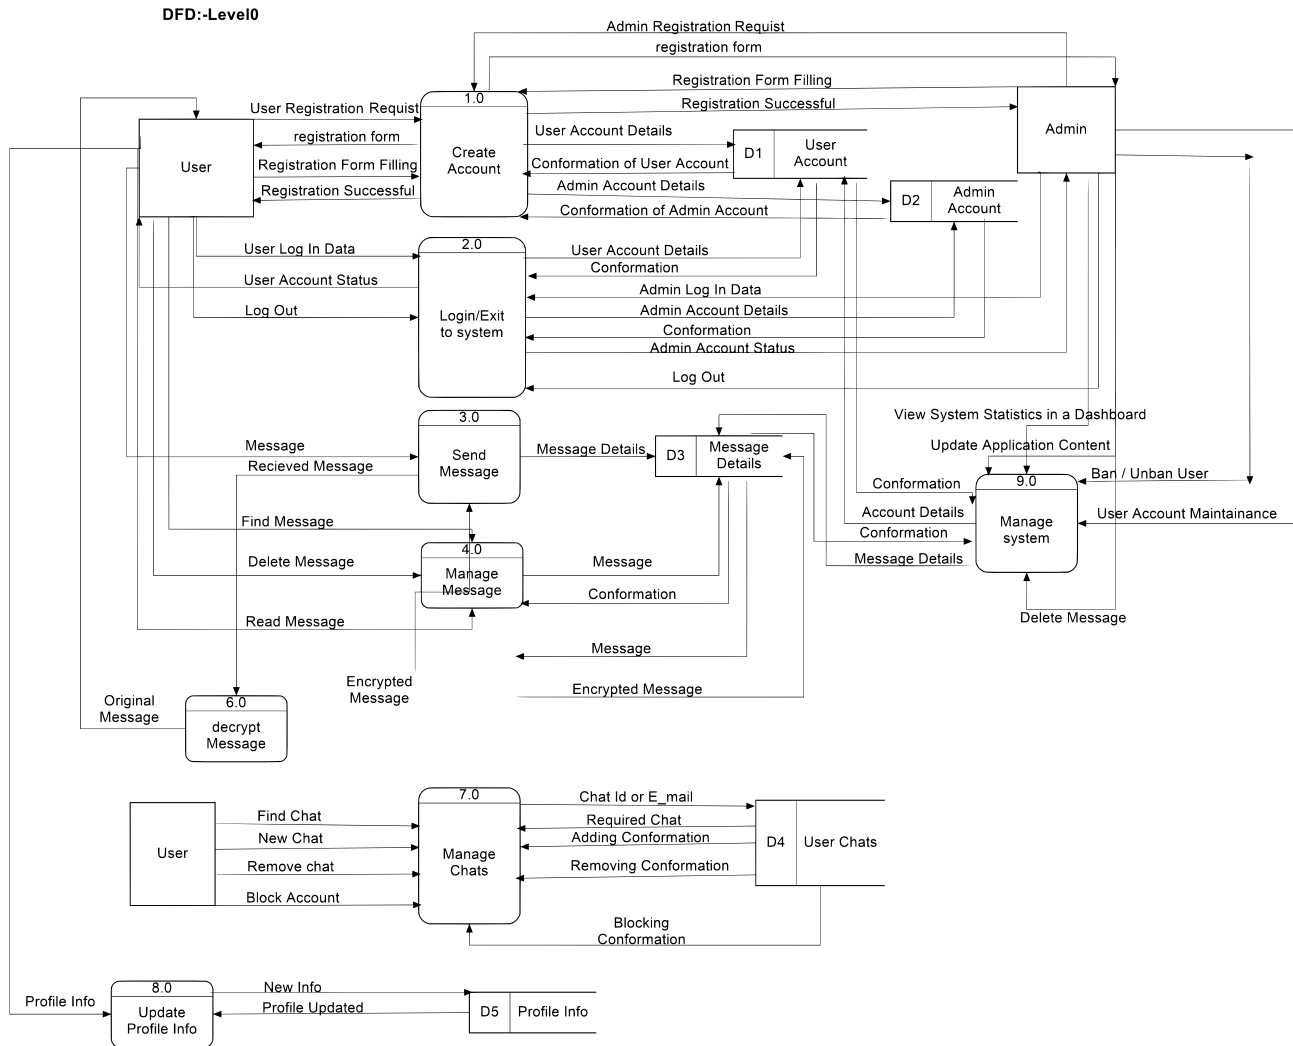 DFD:-Level0
Admin Registration Requist
registration form
Registration Form Filling
1.0
User Registration Requist
Registration Successful
Admin
User
registration form
Create
Account
User Account Details
D1
User
Account
Registration Form Filling
Conformation of User Account
Registration Successful
Admin Account Details
D2
Admin
Account
Conformation of Admin Account
2.0
User Log In Data
User Account Details
Conformation
User Account Status
Admin Log In Data
Log Out
Login/Exit
to system
Admin Account Details
Conformation
Admin Account Status
Log Out
3.0
View System Statistics in a Dashboard
Message
Send
Message
Message Details
D3
Message
Details
Update Application Content
Recieved Message
9.0
Ban / Unban User
Conformation
Find Message
Account Details
Manage
system
User Account Maintainance
Conformation
4.0
Delete Message
Manage
Message
Message
Message Details
Conformation
Read Message
Delete Message
Message
Encrypted
Message
Encrypted Message
Original
Message
6.0
decrypt
Message
7.0
Chat Id or E_mail
Find Chat
Required Chat
New Chat
Adding Conformation
User
Manage
Chats
D4
User Chats
Remove chat
Removing Conformation
Block Account
Blocking
Conformation
8.0
New Info
Profile Info
Update
Profile Info
Profile Updated
D5
Profile Info